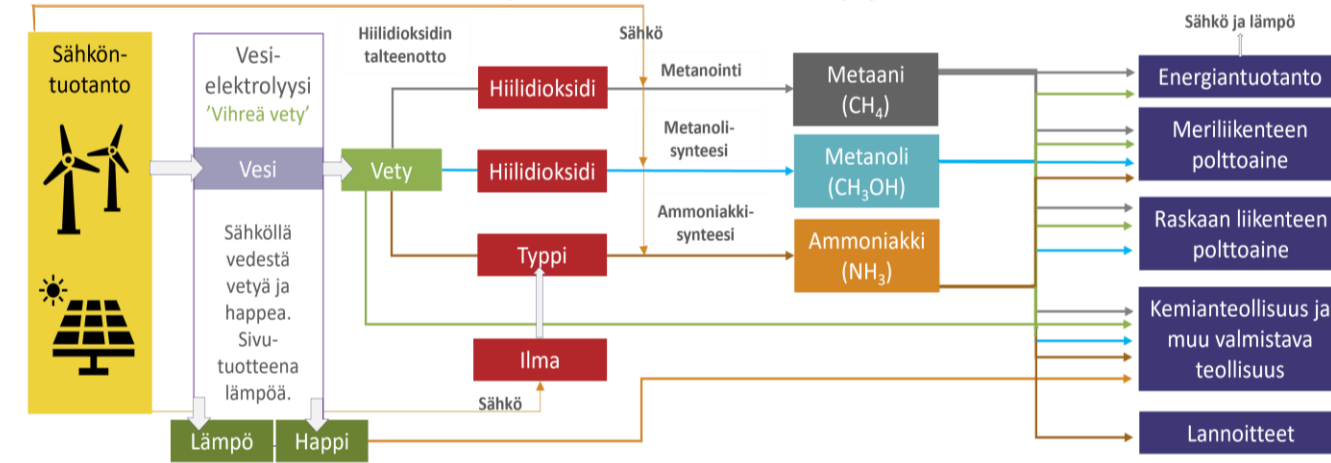 Sähkön-
tuotanto
Vesi-
elektrolyysi
’Vihreä vety’
Vesi
Sähköllä
vedestä
vetyä ja
happea.
Sivu-
tuotteena
lämpöä.
Lämpö
Happi
Vety
Hiilidioksidin
talteenotto
Hiilidioksidi
Hiilidioksidi
Typpi
Ilma
Sähkö
Sähkö
Metanointi
Metanoli-
synteesi
Ammoniakki-
synteesi
Metaani
(CH₄)
Metanoli
(CH₃OH)
Ammoniakki
(NH₃)
Sähkö ja lämpö
Energiantuotanto
Meriliikenteen
polttoaine
Raskaan liikenteen
polttoaine
Kemianteollisuus ja
muu valmistava
teollisuus
Lannoitteet